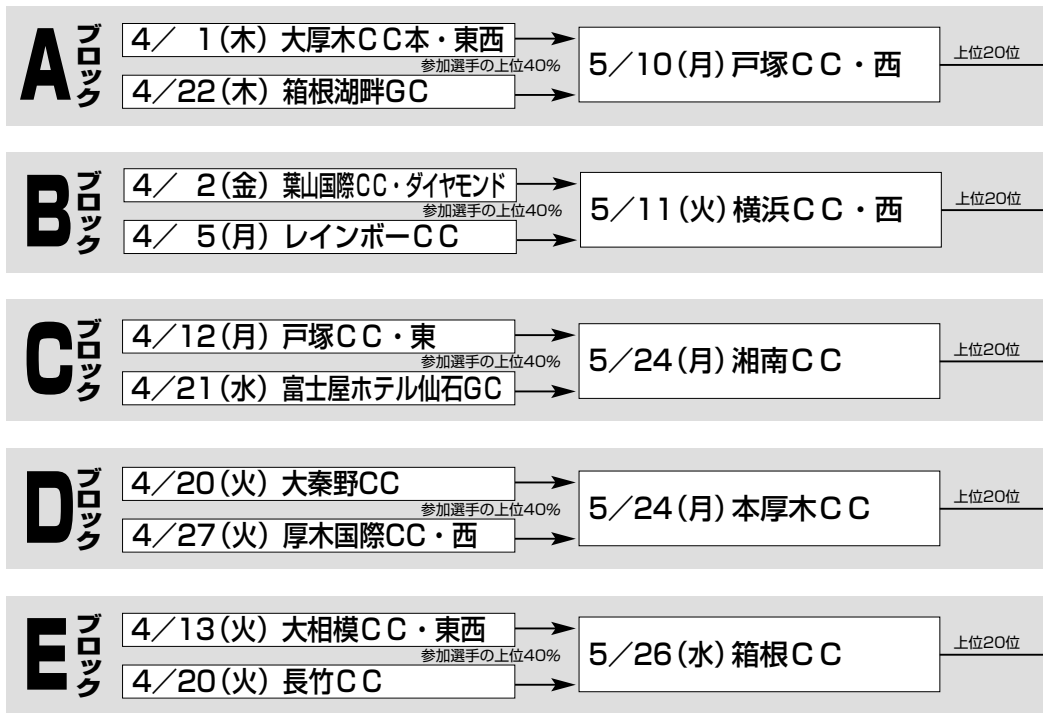 Aブロック
4/ 1(木) 大厚木CC本・東西
参加選手の上位40%
4/22(木) 箱根湖畔GC
5/10(月) 戸塚CC・西
上位20位
Bブロック
4/ 2(金) 葉山国際CC・ダイヤモンド
参加選手の上位40%
4/ 5(月) レインボーCC
5/11(火) 横浜CC・西
上位20位
Cブロック
4/12(月) 戸塚CC・東
参加選手の上位40%
4/21(水) 富士屋ホテル仙石GC
5/24(月) 湘南CC
上位20位
Dブロック
4/20(火) 大秦野CC
参加選手の上位40%
4/27(火) 厚木国際CC・西
5/24(月) 本厚木CC
上位20位
Eブロック
4/13(火) 大相模CC・東西
参加選手の上位40%
4/20(火) 長竹CC
5/26(水) 箱根CC
上位20位